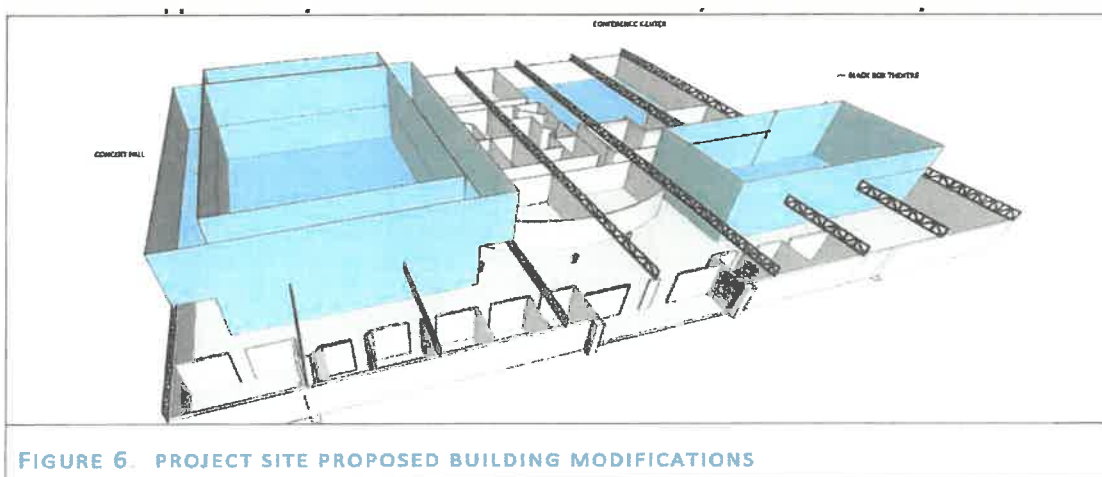 CONFERENCE CENTER
BLACK BOX THEATRE
CONCERT HALL
FIGURE 6. PROJECT SITE PROPOSED BUILDING MODIFICATIONS